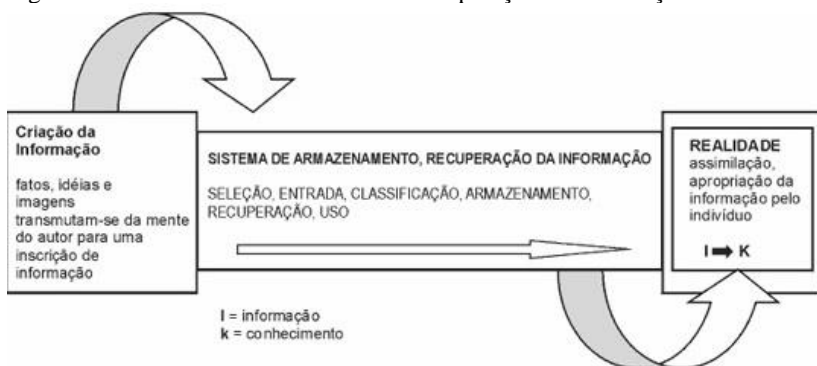 Criação da
Informação
fatos, idéias e
imagens
transmutam-se da mente
do autor para uma
inscrição de
informação
SISTEMA DE ARMAZENAMENTO, RECUPERAÇÃO DA INFORMAÇÃO
SELEÇÃO, ENTRADA, CLASSIFICAÇÃO, ARMAZENAMENTO,
RECUPERAÇÃO, USO
I = informação
k = conhecimento
REALIDADE
assimilação,
apropriação da
informação pelo
indivíduo
I ➡ K